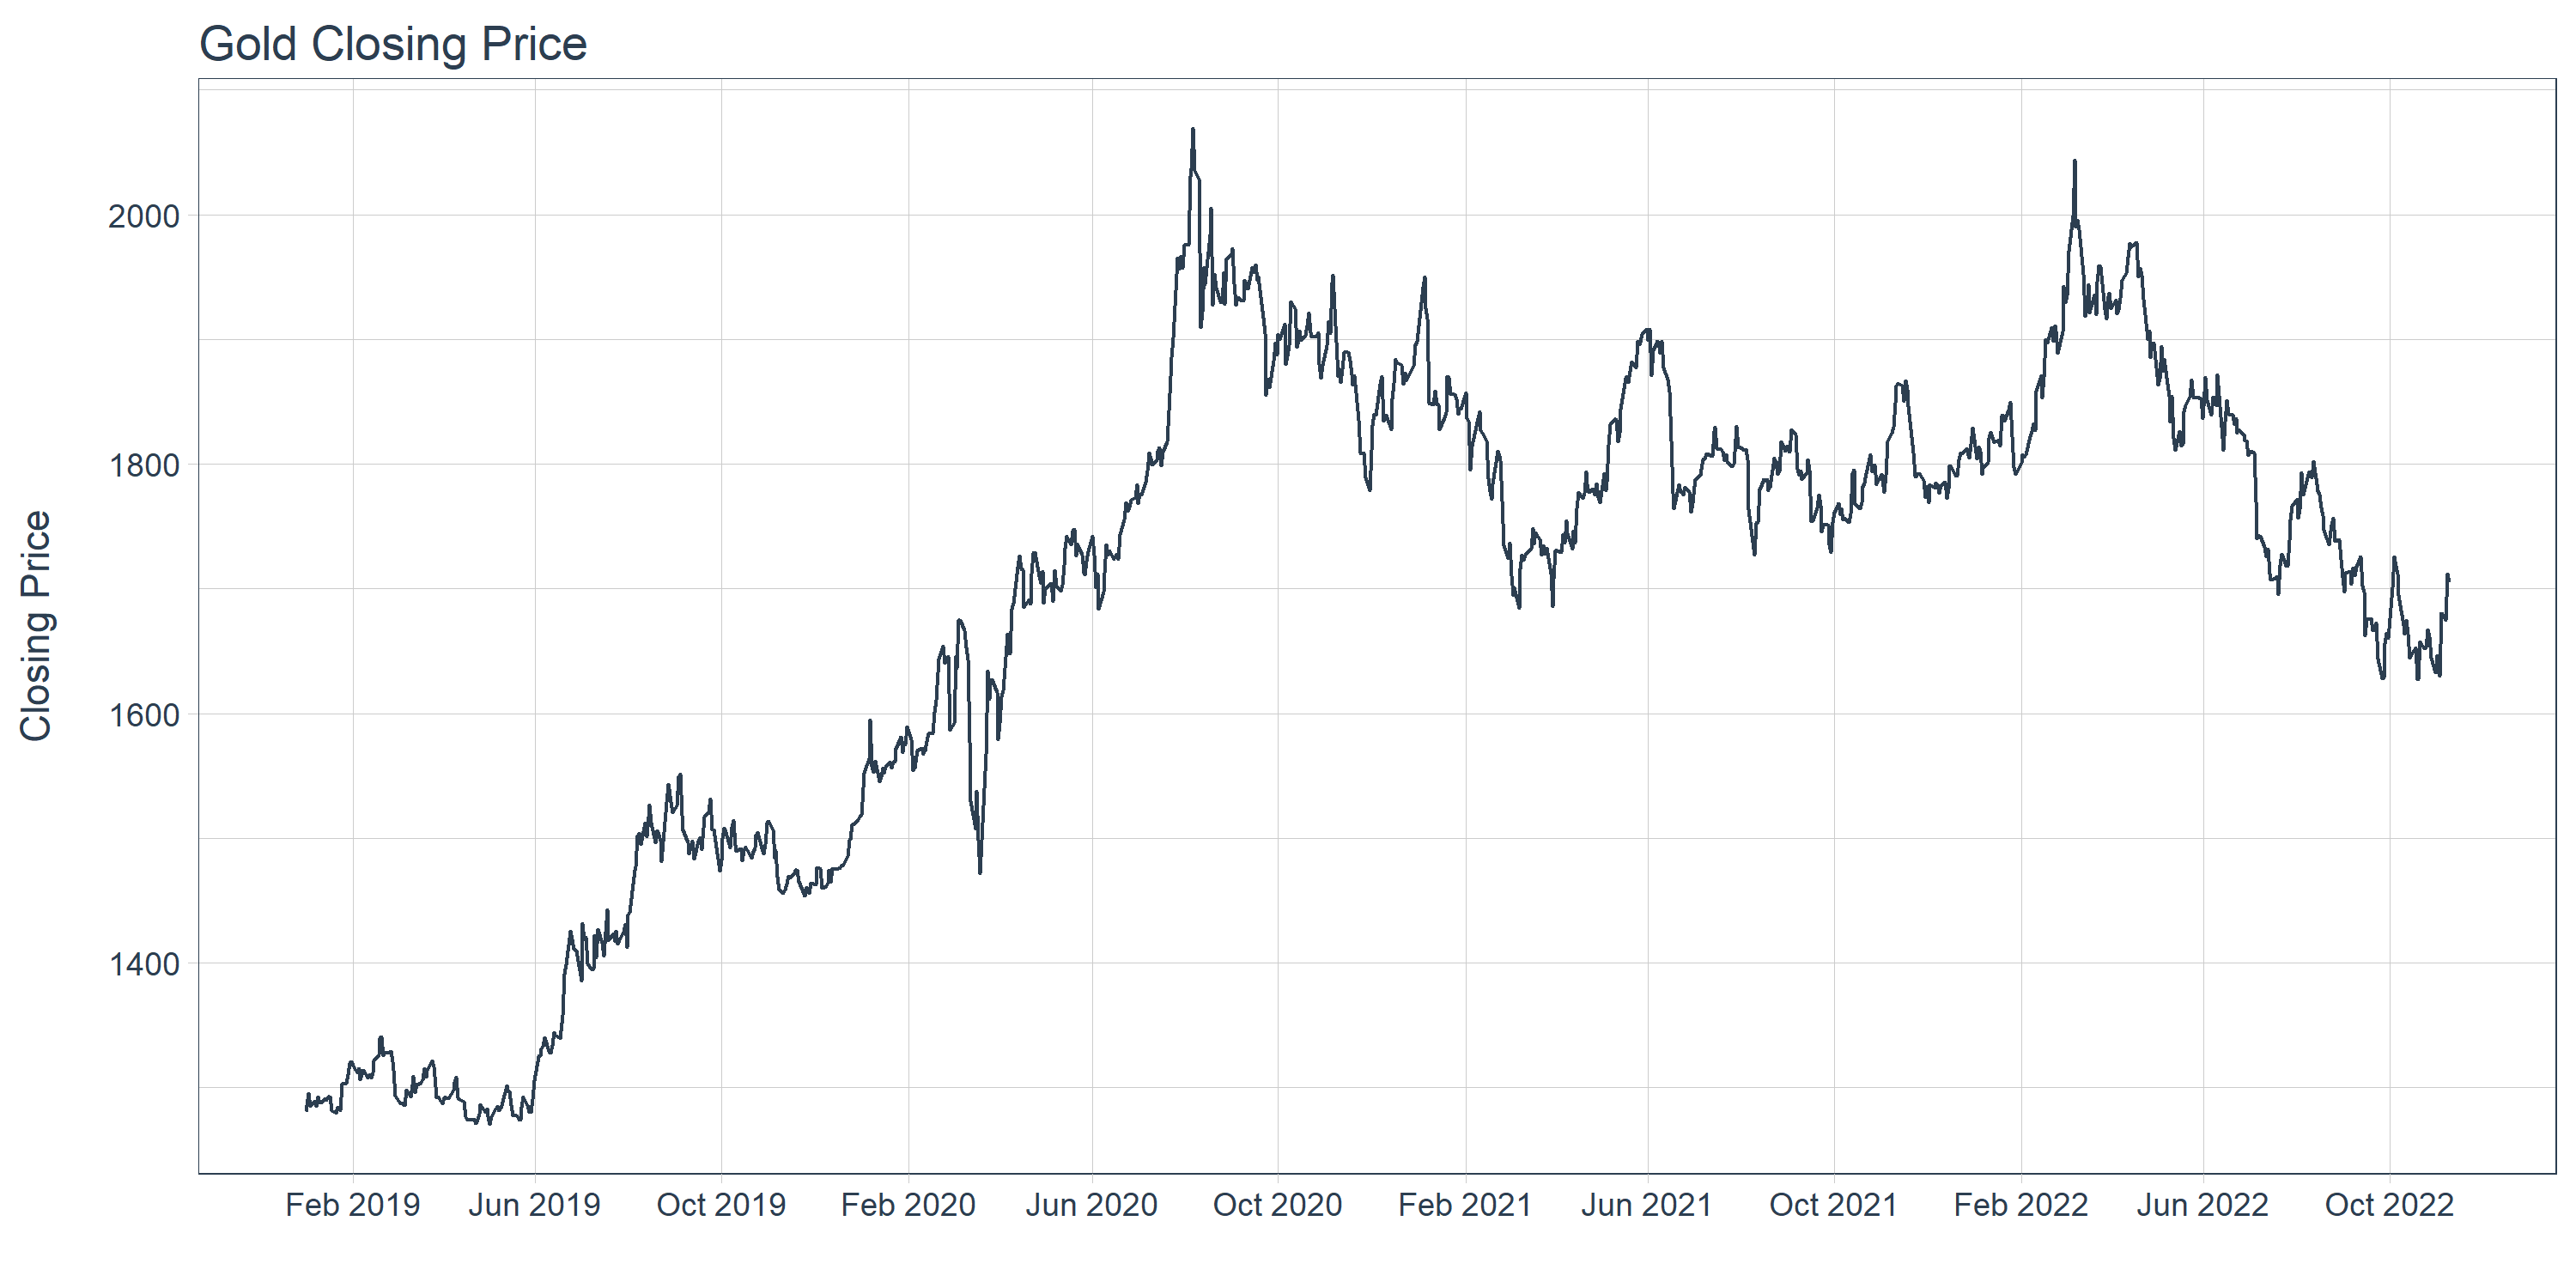 Gold Closing Price
Closing Price
2000
1800
1600
1400
Feb 2019
Jun 2019
Oct 2019
Feb 2020
Jun 2020
Oct 2020
Feb 2021
Jun 2021
Oct 2021
Feb 2022
Jun 2022
Oct 2022